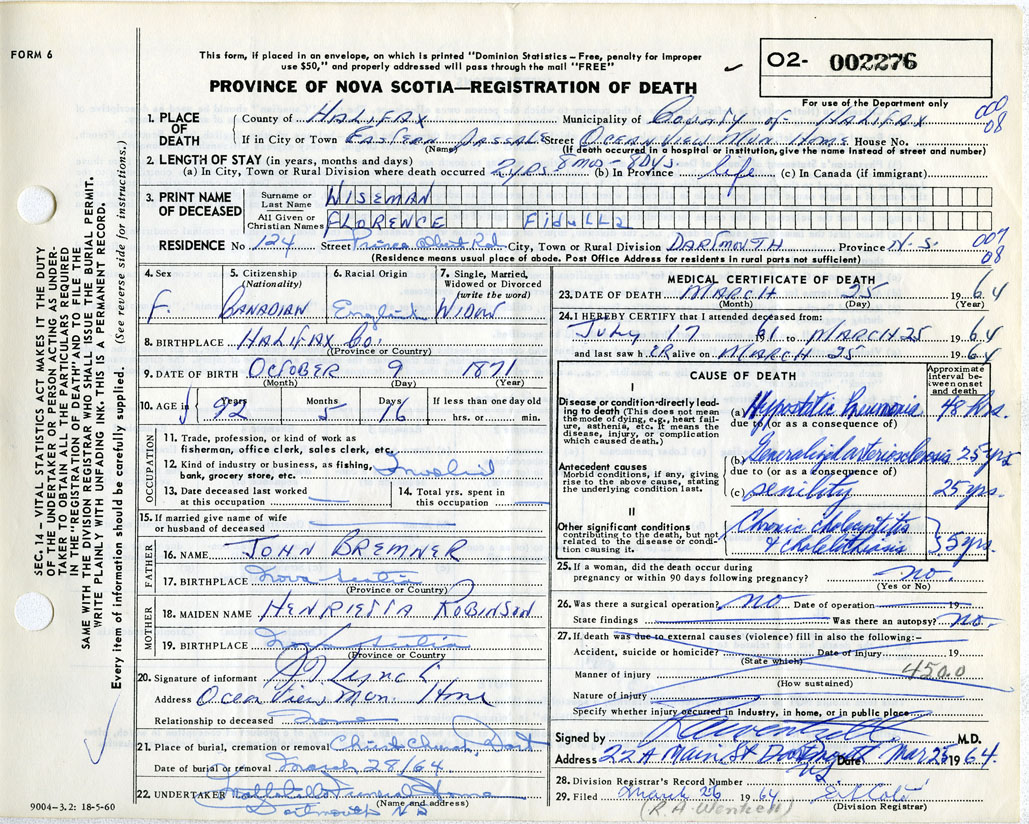 FORM 6
This form, if placed in an envelope, on which is printed "Dominion Statistics – Free, penalty for improper
use $50," and properly addressed will pass through the mail "FREE"
PROVINCE OF NOVA SCOTIA—REGISTRATION OF DEATH
02- 002276
For use of the Department only
1. PLACE OF DEATH
County of HALIFAX Municipality of COUNTY OF HALIFAX
If in City or Town EASTERN PASSAGE Street OCEAN VIEW MUN HOME House No.
(Name) (If death occurred in a hospital or institution, give the name instead of street and number)
2. LENGTH OF STAY (in years, months and days)
(a) In City, Town or Rural Division where death occurred 2 yrs 8 mos - 8 dys (b) In Province life (c) In Canada (if immigrant)
3. PRINT NAME OF DECEASED
Surname or Last Name WISEMAN
All Given or Christian Names FLORENCE
RESIDENCE No 124 Street Prince Albert Rd City, Town or Rural Division DARTMOUTH Province N.S.
(Residence means usual place of abode. Post Office Address for residents in rural parts not sufficient)
4. Sex F.
5. Citizenship (Nationality) CANADIAN
6. Racial Origin English
7. Single, Married, Widowed or Divorced (write the word) WIDOW
8. BIRTHPLACE HALIFAX CO.
(Province or Country)
9. DATE OF BIRTH OCTOBER 9 1871
(Month) (Day) (Year)
10. AGE in Years 92 Months 5 Days 16 If less than one day old
hrs. or min.
OCCUPATION
11. Trade, profession, or kind of work as
fisherman, office clerk, sales clerk, etc.
12. Kind of industry or business, as fishing,
bank, grocery store, etc. Invalid
13. Date deceased last worked
at this occupation
14. Total yrs. spent in
this occupation
15. If married give name of wife
or husband of deceased
FATHER
16. NAME JOHN BREMNER
17. BIRTHPLACE Nova Scotia
(Province or Country)
MOTHER
18. MAIDEN NAME HENRIETTA ROBINSON
19. BIRTHPLACE Nova Scotia
(Province or Country)
20. Signature of informant Lynch
Address Ocean View Mun. Home
Relationship to deceased none
21. Place of burial, cremation or removal Christ Church, Dart
Date of burial or removal March 28/64
22. UNDERTAKER Funeral Home
(Name and address)
Dartmouth NS
9004–3.2: 18-5-60
MEDICAL CERTIFICATE OF DEATH
23. DATE OF DEATH MARCH 25 1964
(Month) (Day) (Year)
24. I HEREBY CERTIFY that I attended deceased from:
July 17 61 to MARCH 25 1964
and last saw her alive on MARCH 25 1964
CAUSE OF DEATH
Approximate interval between onset and death
I
Disease or condition directly leading to death (This does not mean the mode of dying, e.g., heart failure, asthenia, etc. It means the disease, injury, or complication which caused death.)
(a) Hypostatic Pneumonia 48 hrs.
due to (or as a consequence of)
Antecedent causes
Morbid conditions, if any, giving rise to the above cause, stating the underlying condition last.
(b) Generalized arteriosclerosis 25 yrs
due to (or as a consequence of)
(c) senility 25 yrs.
II
Other significant conditions
contributing to the death, but not related to the disease or condition causing it.
Chronic cholecystitis
& cholelithiasis 5 yrs.
25. If a woman, did the death occur during
pregnancy or within 90 days following pregnancy? no.
(Yes or No)
26. Was there a surgical operation? no Date of operation 19
State findings Was there an autopsy? no.
27. If death was due to external causes (violence) fill in also the following:–
Accident, suicide or homicide? Date of injury 19
(State which)
Manner of injury 4500
(How sustained)
Nature of injury
Specify whether injury occurred in industry, in home, or in public place
Signed by M.D.
Address 22A Main St Dartmouth NS Date Mar 25 1964
28. Division Registrar's Record Number
29. Filed March 26 1964
(Division Registrar)
SEC. 14 – VITAL STATISTICS ACT MAKES IT THE DUTY
OF THE UNDERTAKER OR PERSON ACTING AS UNDER-
TAKER TO OBTAIN ALL THE PARTICULARS REQUIRED
IN THE "REGISTRATION OF DEATH" AND TO FILE THE
SAME WITH THE DIVISION REGISTRAR WHO SHALL ISSUE THE BURIAL PERMIT.
WRITE PLAINLY WITH UNFADING INK. THIS IS A PERMANENT RECORD.
Every item of information should be carefully supplied. (See reverse side for instructions.)